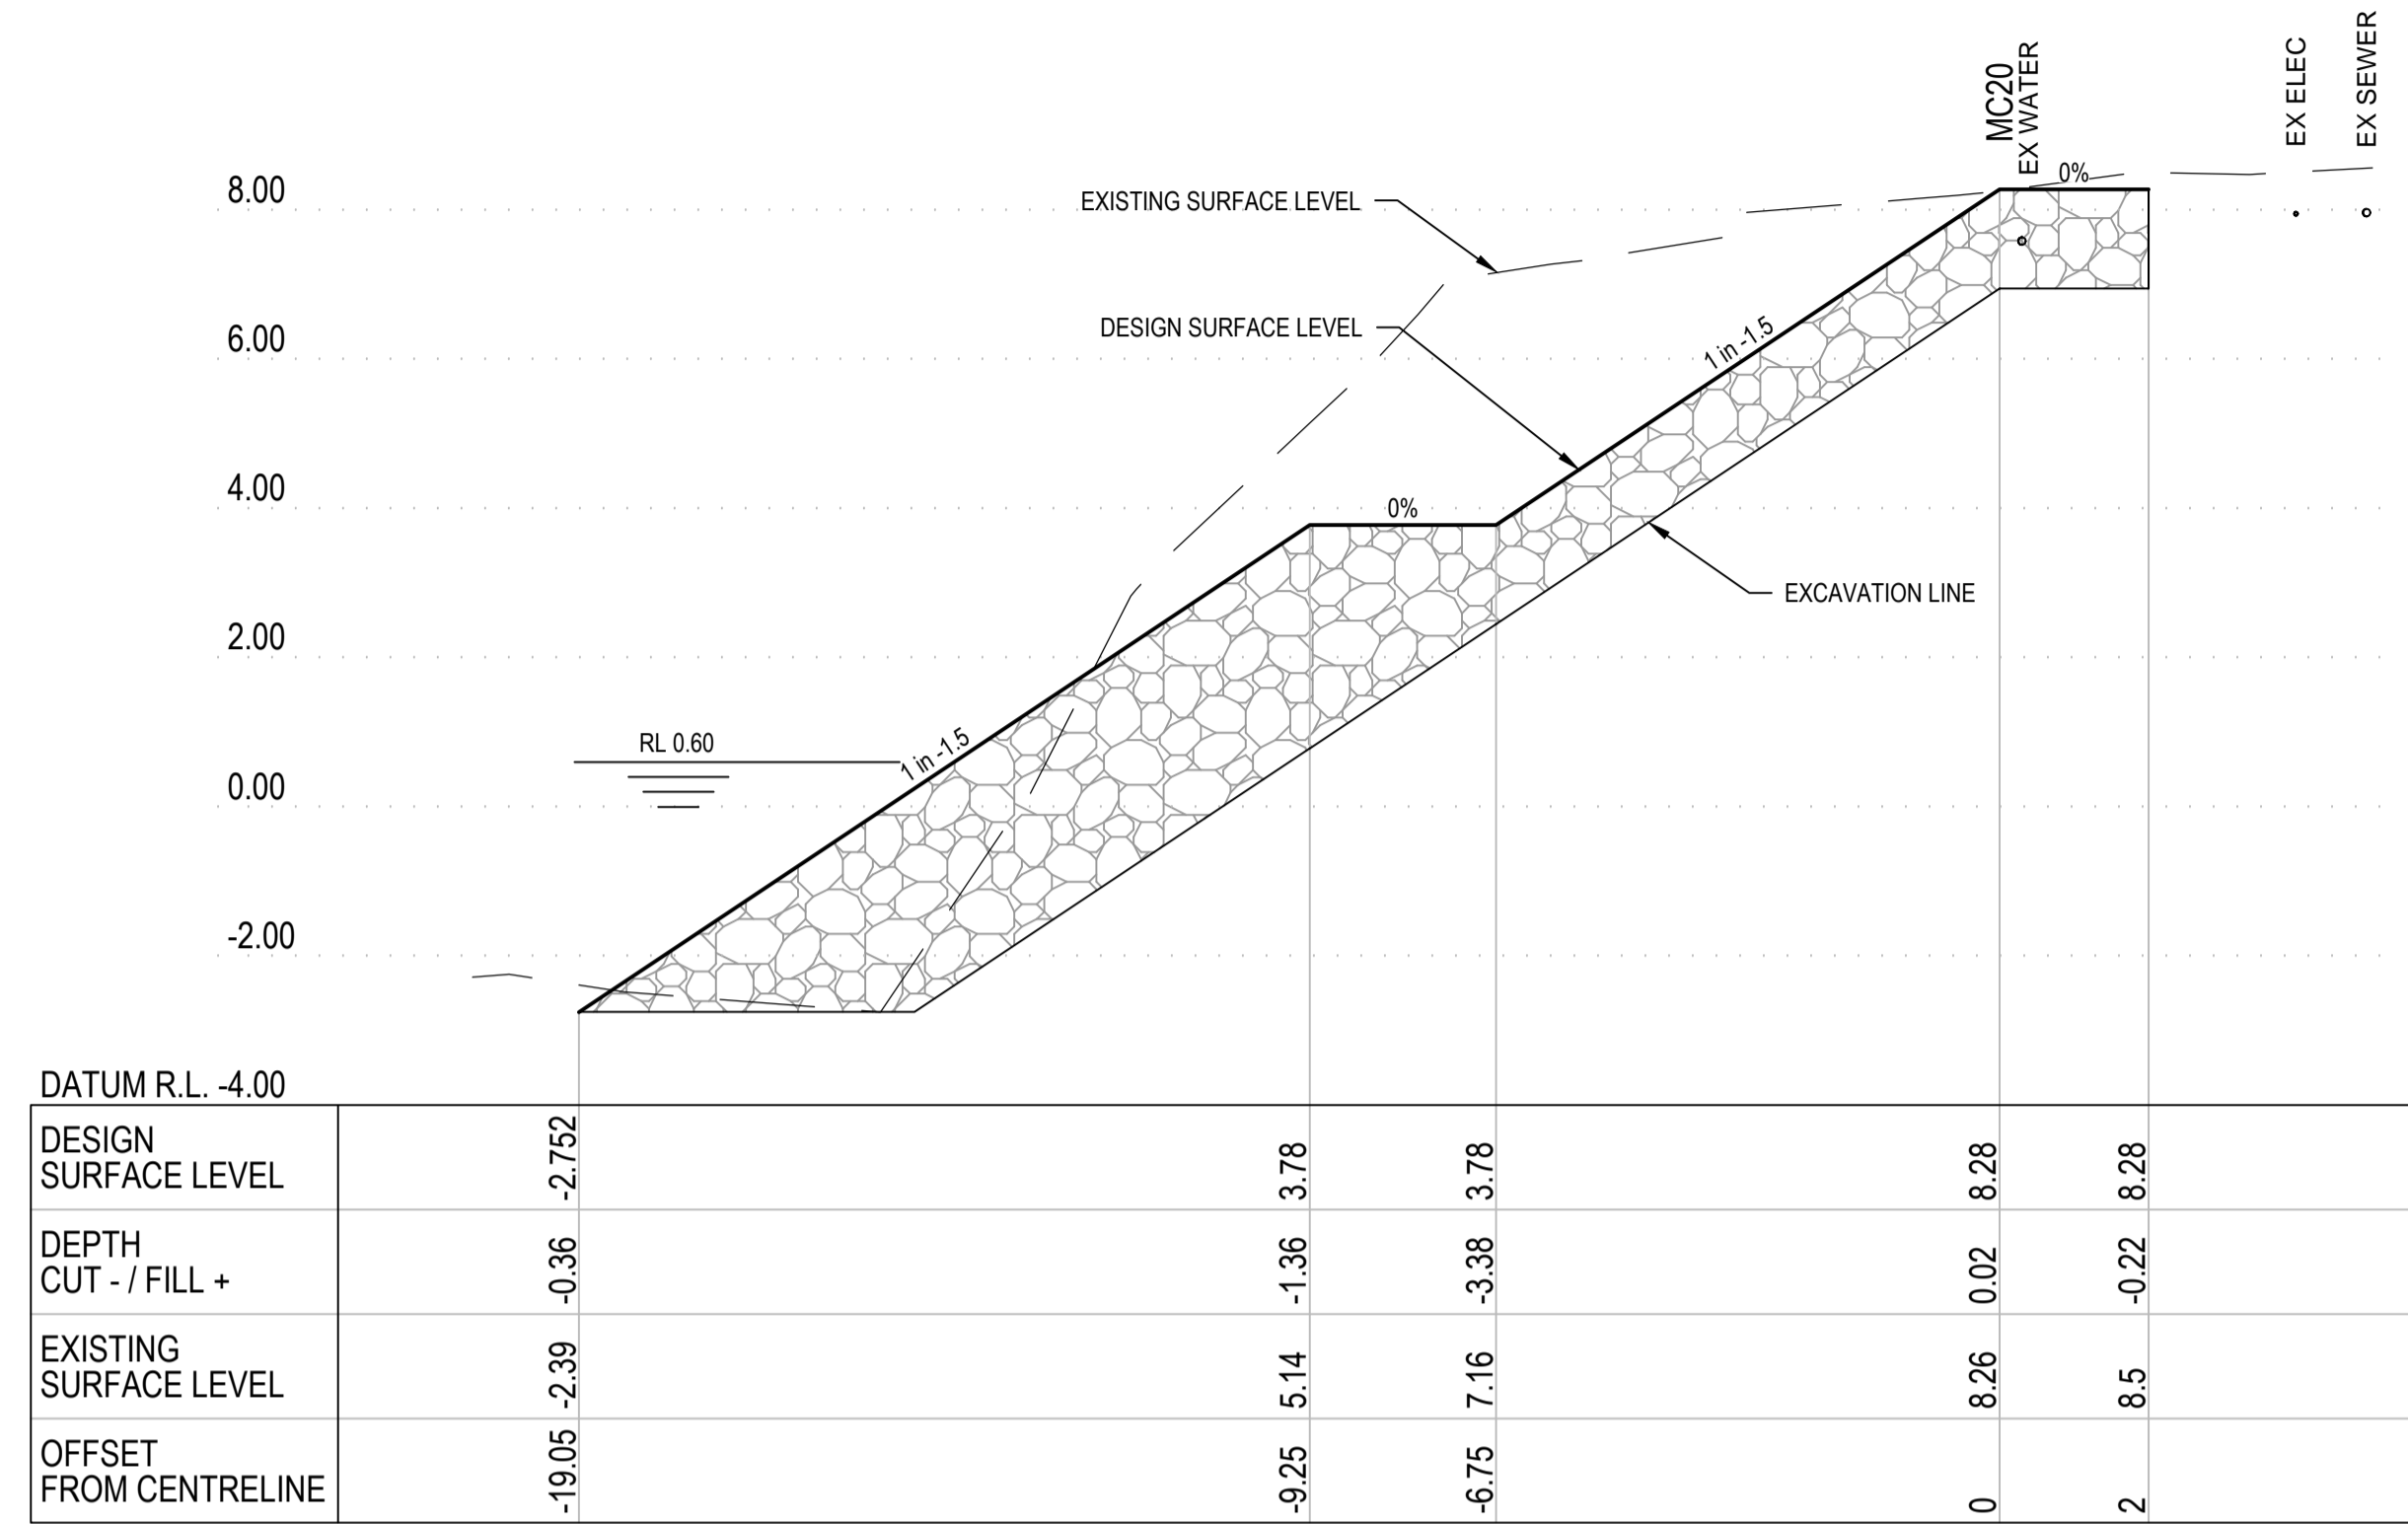 MC20
EX WATER
EX ELEC
EX SEWER
0%
8.00
EXISTING SURFACE LEVEL
6.00
DESIGN SURFACE LEVEL
1 in -1.5
4.00
0%
EXCAVATION LINE
2.00
RL 0.60
1 in -1.5
0.00
-2.00
DATUM R.L. -4.00
DESIGN
SURFACE LEVEL
-2.752
3.78
3.78
8.28
8.28
DEPTH
CUT - / FILL +
-0.36
-1.36
-3.38
0.02
-0.22
EXISTING
SURFACE LEVEL
-2.39
5.14
7.16
8.26
8.5
OFFSET
FROM CENTRELINE
-19.05
-9.25
-6.75
0
2